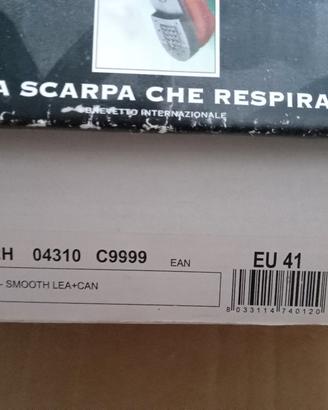 A SCARPA CHE RESPIRA
BREVETTO INTERNAZIONALE
H 04310 C9999 EAN EU 41
- SMOOTH LEA+CAN
8 033114 740120